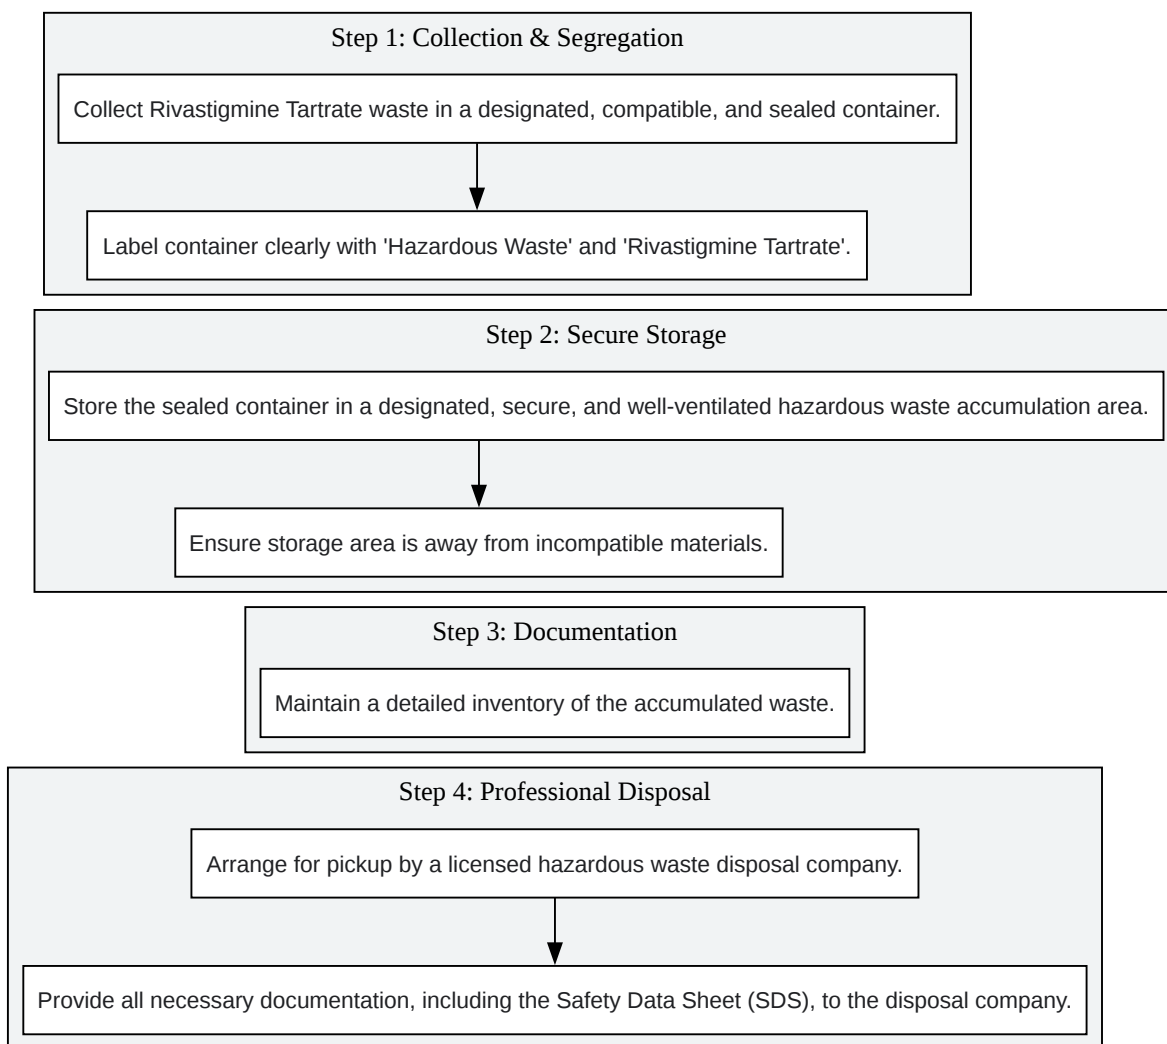 Step 1: Collection & Segregation
Collect Rivastigmine Tartrate waste in a designated, compatible, and sealed container.
Label container clearly with 'Hazardous Waste' and 'Rivastigmine Tartrate'.
Step 2: Secure Storage
Store the sealed container in a designated, secure, and well-ventilated hazardous waste accumulation area.
Ensure storage area is away from incompatible materials.
Step 3: Documentation
Maintain a detailed inventory of the accumulated waste.
Step 4: Professional Disposal
Arrange for pickup by a licensed hazardous waste disposal company.
Provide all necessary documentation, including the Safety Data Sheet (SDS), to the disposal company.